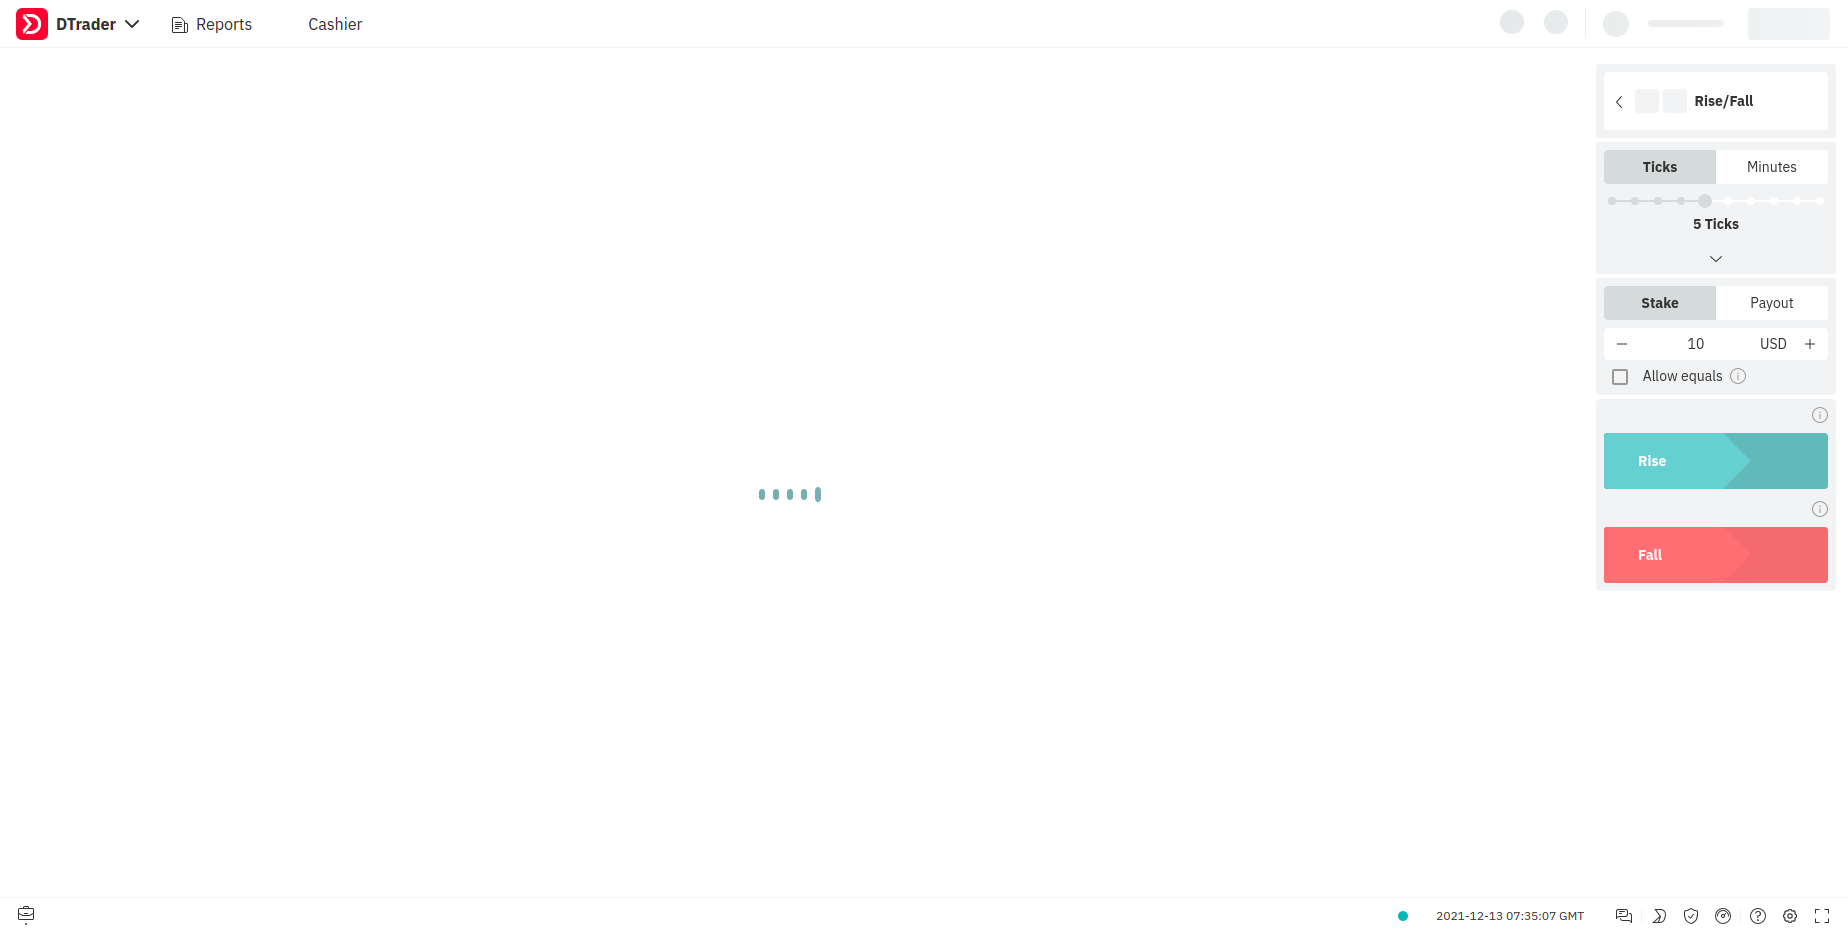 DTrader
Reports
Cashier
Rise/Fall
Ticks
Minutes
5 Ticks
Stake
Payout
10
USD
Allow equals
Rise
Fall
2021-12-13 07:35:07 GMT